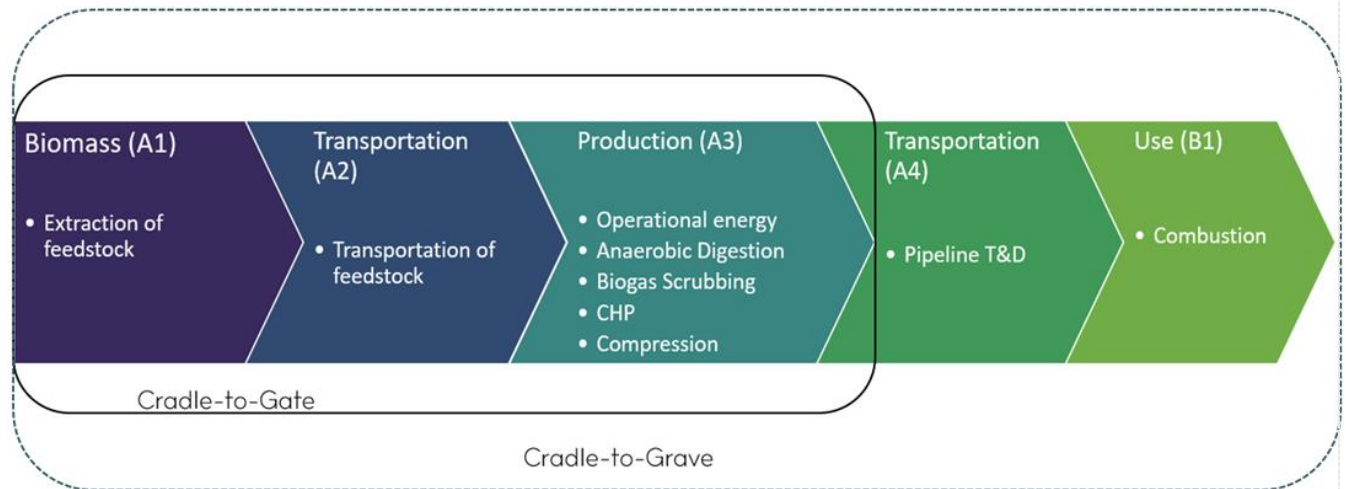 Biomass (A1)
• Extraction of
feedstock
Transportation
(A2)
• Transportation of
feedstock
Production (A3)
• Operational energy
• Anaerobic Digestion
• Biogas Scrubbing
• CHP
• Compression
Transportation
(A4)
• Pipeline T&D
Use (B1)
• Combustion
Cradle-to-Gate
Cradle-to-Grave